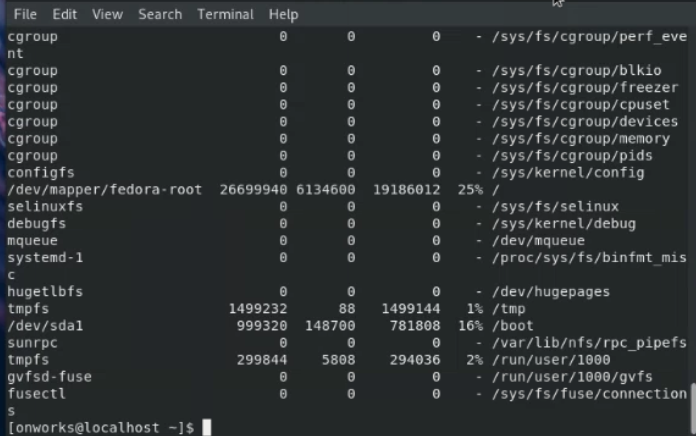 File Edit View Search Terminal Help
cgroup 0 0 0 - /sys/fs/cgroup/perf_eve
nt
cgroup 0 0 0 - /sys/fs/cgroup/blkio
cgroup 0 0 0 - /sys/fs/cgroup/freezer
cgroup 0 0 0 - /sys/fs/cgroup/cpuset
cgroup 0 0 0 - /sys/fs/cgroup/devices
cgroup 0 0 0 - /sys/fs/cgroup/memory
cgroup 0 0 0 - /sys/fs/cgroup/pids
configfs 0 0 0 - /sys/kernel/config
/dev/mapper/fedora-root 26699940 6134600 19186012 25% /
selinuxfs 0 0 0 - /sys/fs/selinux
debugfs 0 0 0 - /sys/kernel/debug
mqueue 0 0 0 - /dev/mqueue
systemd-1 0 0 0 - /proc/sys/fs/binfmt_mis
c
hugetlbfs 0 0 0 - /dev/hugepages
tmpfs 1499232 88 1499144 1% /tmp
/dev/sda1 999320 148700 781808 16% /boot
sunrpc 0 0 0 - /var/lib/nfs/rpc_pipefs
tmpfs 299844 5808 294036 2% /run/user/1000
gvfsd-fuse 0 0 0 - /run/user/1000/gvfs
fusectl 0 0 0 - /sys/fs/fuse/connection
s
[onworks@localhost ~]$